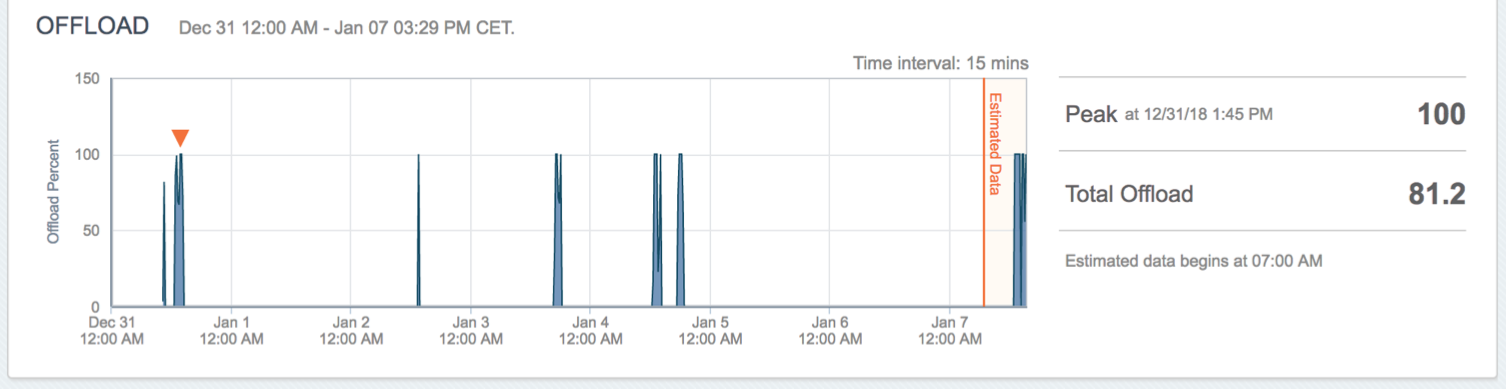 OFFLOAD Dec 31 12:00 AM - Jan 07 03:29 PM CET.
Time interval: 15 mins
150
100
50
0
Offload Percent
Estimated Data
Dec 31 Jan 1 Jan 2 Jan 3 Jan 4 Jan 5 Jan 6 Jan 7
12:00 AM 12:00 AM 12:00 AM 12:00 AM 12:00 AM 12:00 AM 12:00 AM 12:00 AM
Peak at 12/31/18 1:45 PM 100
Total Offload 81.2
Estimated data begins at 07:00 AM